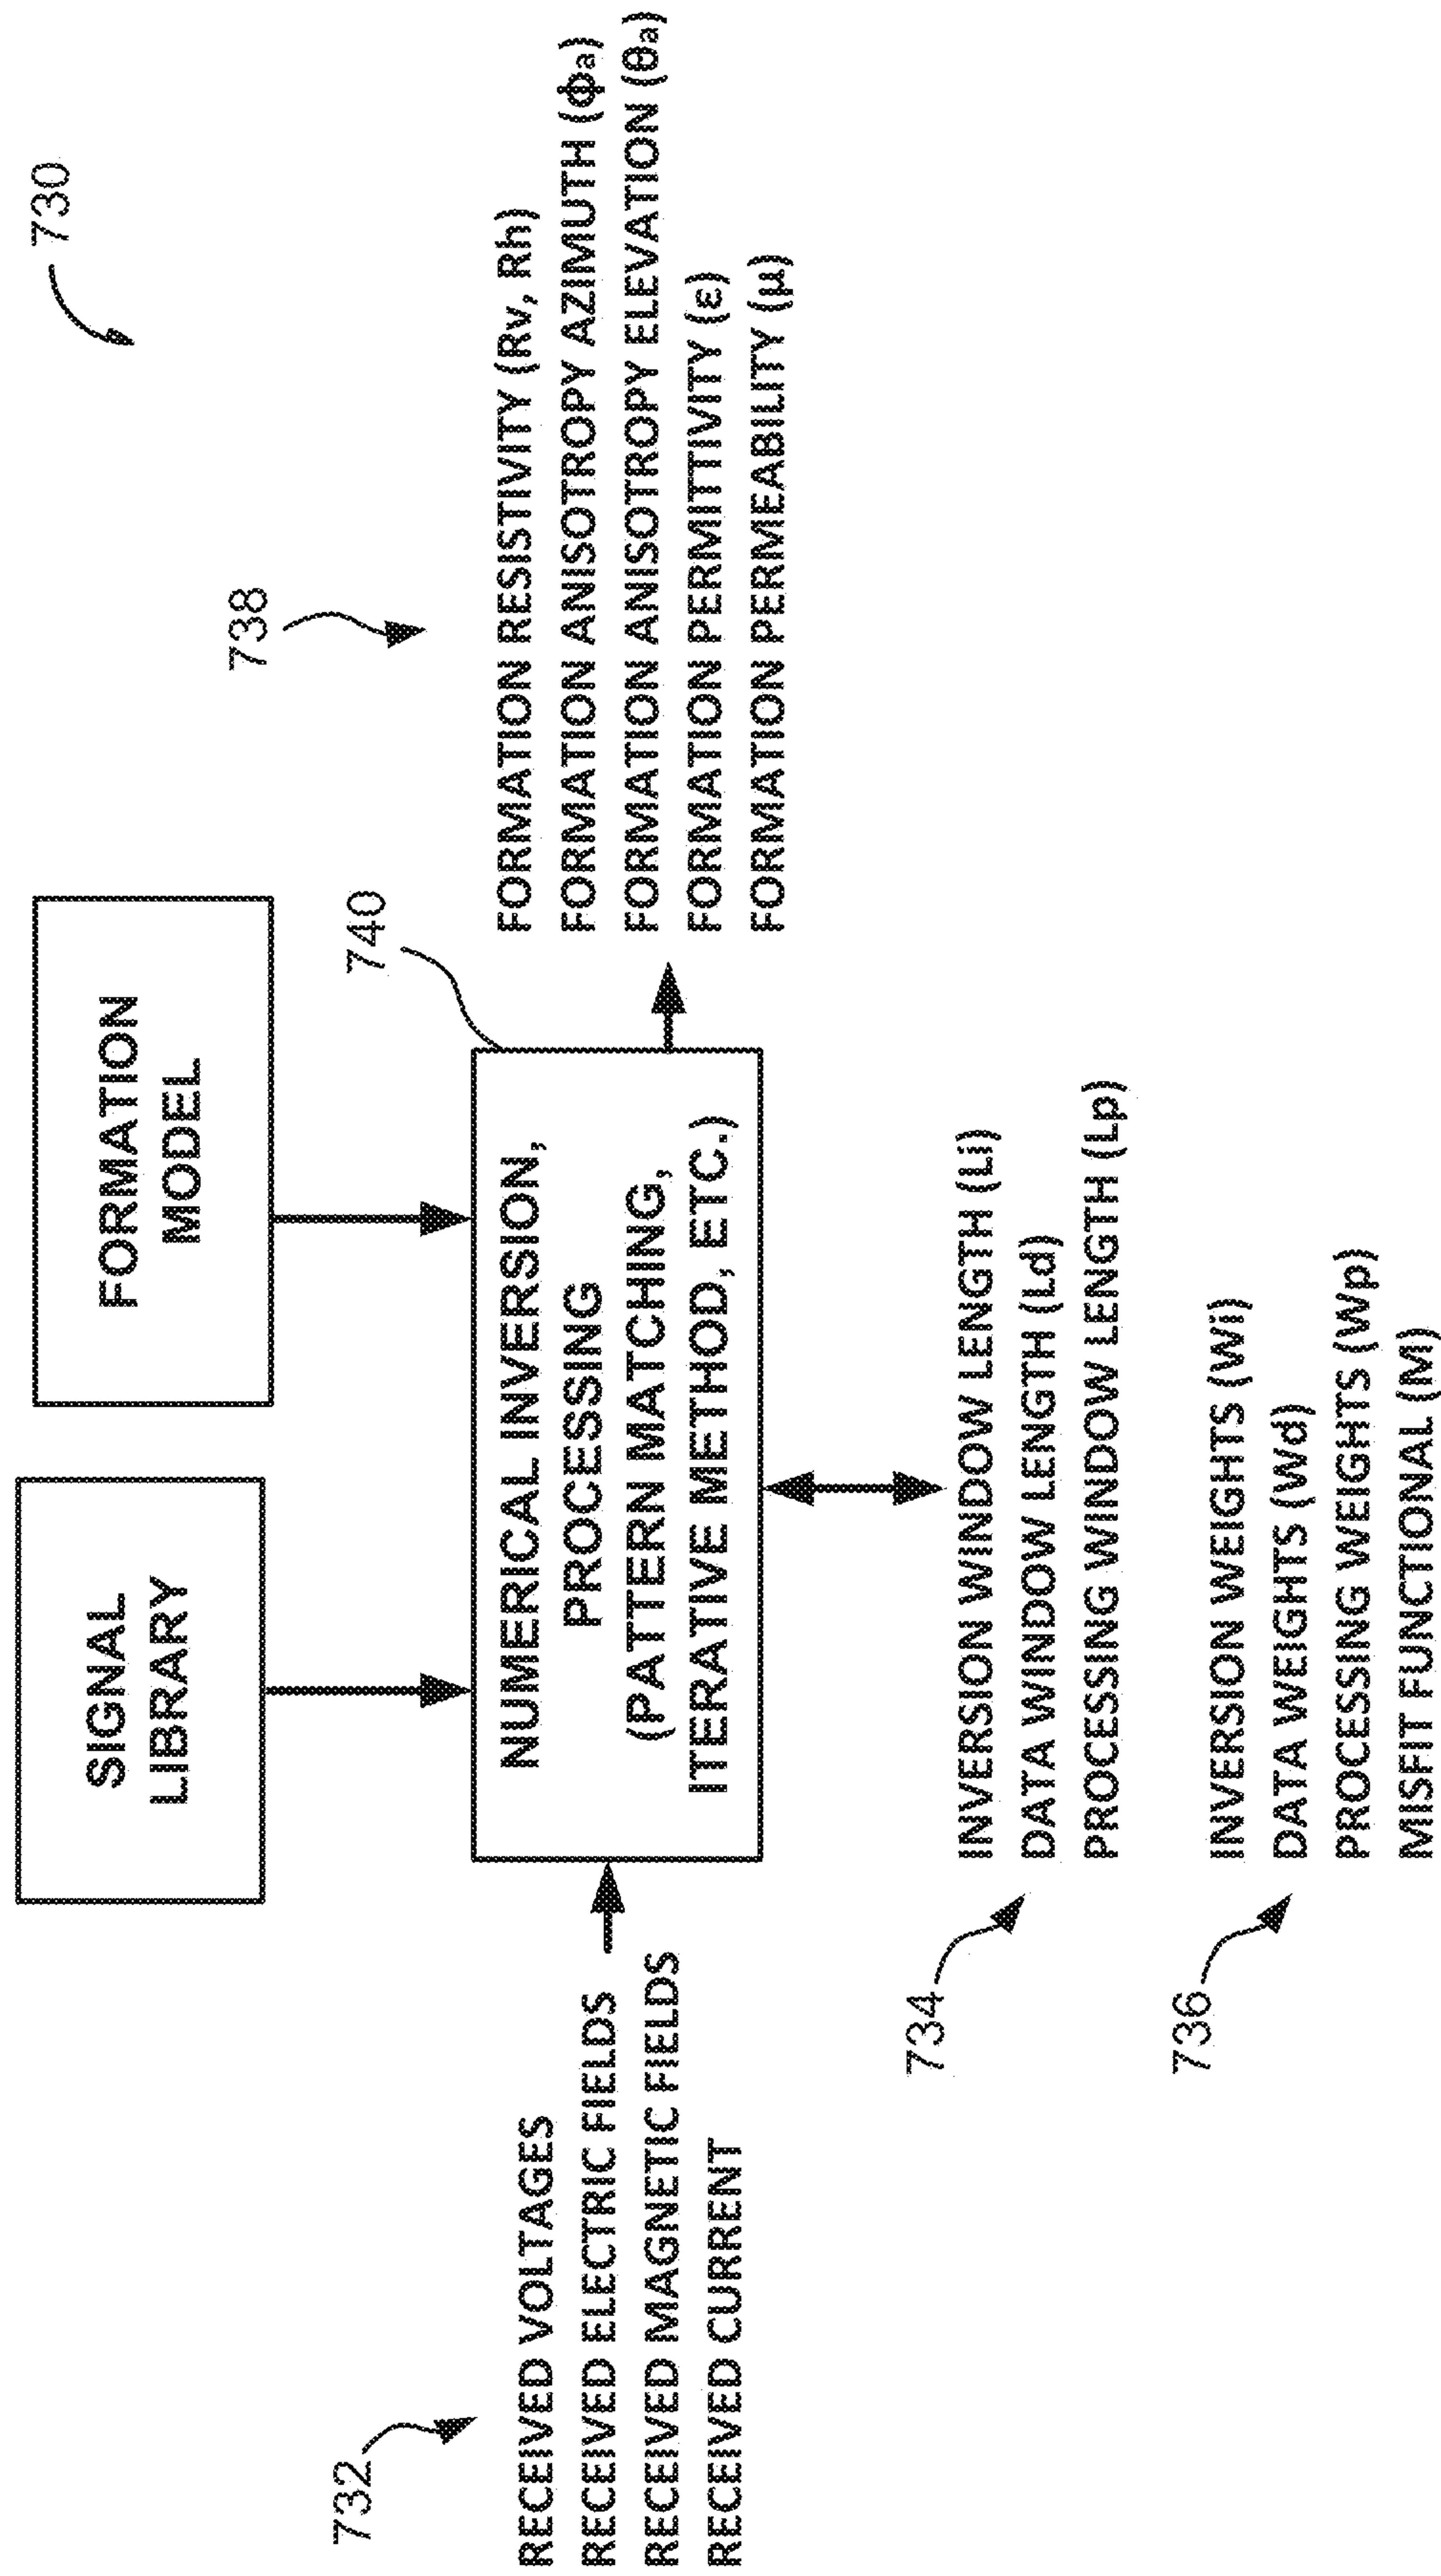 730
SIGNAL
LIBRARY
FORMATION
MODEL
738
740
732
RECEIVED VOLTAGES
RECEIVED ELECTRIC FIELDS
RECEIVED MAGNETIC FIELDS
RECEIVED CURRENT
NUMERICAL INVERSION,
PROCESSING
(PATTERN MATCHING,
ITERATIVE METHOD, ETC.)
FORMATION RESISTIVITY (Rv, Rh)
FORMATION ANISOTROPY AZIMUTH (Φa)
FORMATION ANISOTROPY ELEVATION (θa)
FORMATION PERMITTIVITY (ε)
FORMATION PERMEABILITY (μ)
734
INVERSION WINDOW LENGTH (Li)
DATA WINDOW LENGTH (Ld)
PROCESSING WINDOW LENGTH (Lp)
736
INVERSION WEIGHTS (Wi)
DATA WEIGHTS (Wd)
PROCESSING WEIGHTS (Wp)
MISFIT FUNCTIONAL (M)